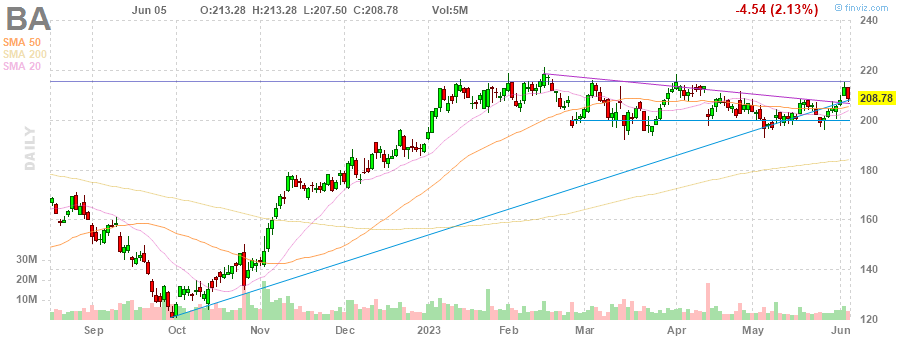 BA
Jun 05 O:213.28 H:213.28 L:207.50 C:208.78 Vol:5M
-4.54 (2.13%)
finviz.com
SMA 50
SMA 200
SMA 20
DAILY
240
220
208.78
200
180
160
140
120
30M
20M
10M
Sep Oct Nov Dec 2023 Feb Mar Apr May Jun